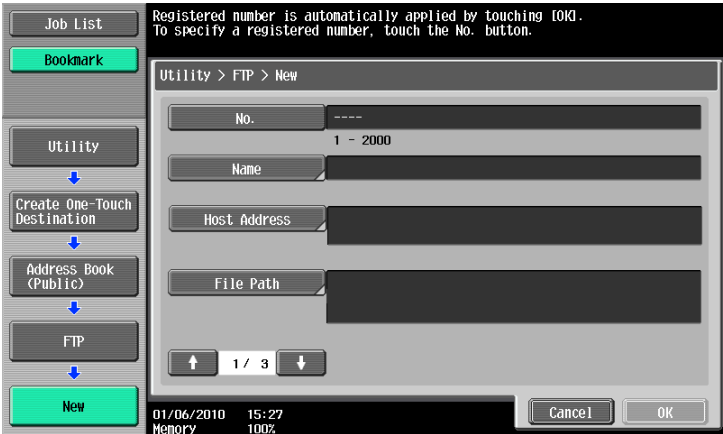 Job List
Bookmark
Utility
Create One-Touch
Destination
Address Book
(Public)
FTP
New
Registered number is automatically applied by touching [OK].
To specify a registered number, touch the No. button.
Utility > FTP > New
No.
----
1 - 2000
Name
Host Address
File Path
1/ 3
01/06/2010 15:27
Memory 100%
Cancel
OK